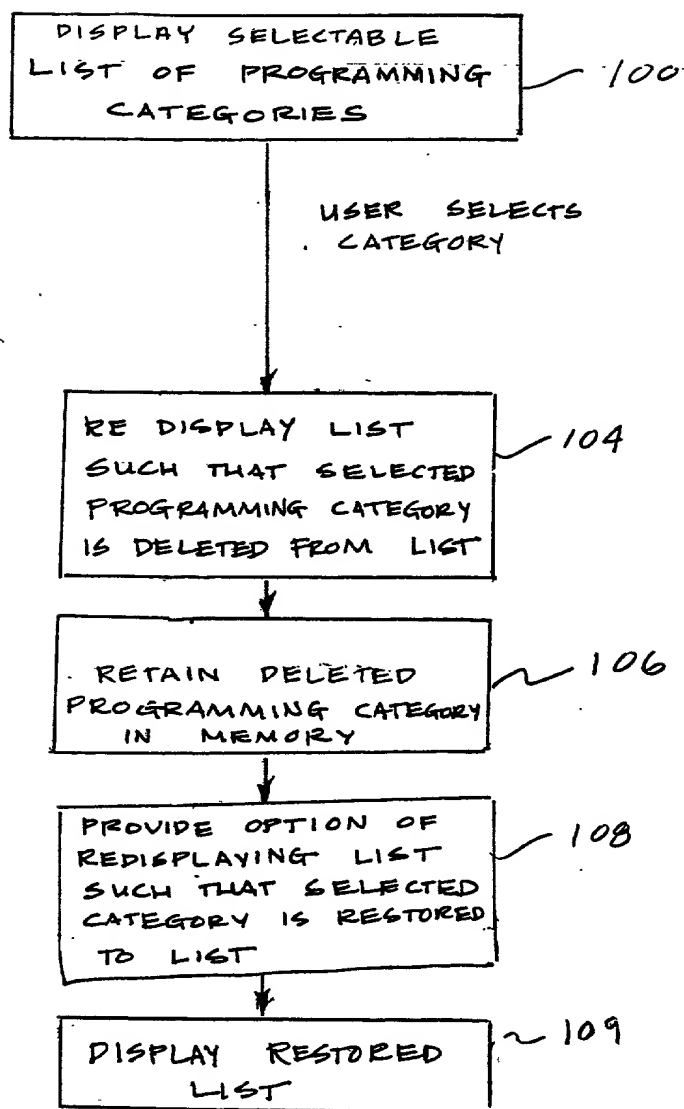 DISPLAY SELECTABLE
LIST OF PROGRAMMING
CATEGORIES
100
USER SELECTS
CATEGORY
RE DISPLAY LIST
SUCH THAT SELECTED
PROGRAMMING CATEGORY
IS DELETED FROM LIST
104
RETAIN DELETED
PROGRAMMING CATEGORY
IN MEMORY
106
PROVIDE OPTION OF
REDISPLAYING LIST
SUCH THAT SELECTED
CATEGORY IS RESTORED
TO LIST
108
DISPLAY RESTORED
LIST
109